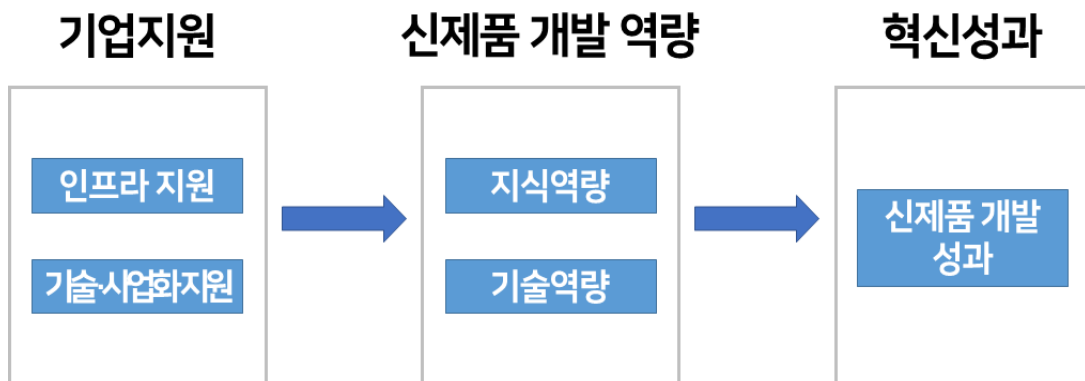 기업지원
신제품 개발 역량
혁신성과
인프라 지원
기술·사업화지원
지식역량
기술역량
신제품 개발
성과